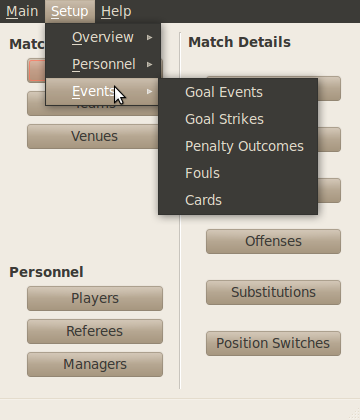 Main Setup Help
Overview
Personnel
Events
Goal Events
Goal Strikes
Penalty Outcomes
Fouls
Cards
Matc
Teams
Venues
Personnel
Players
Referees
Managers
Match Details
Offenses
Substitutions
Position Switches